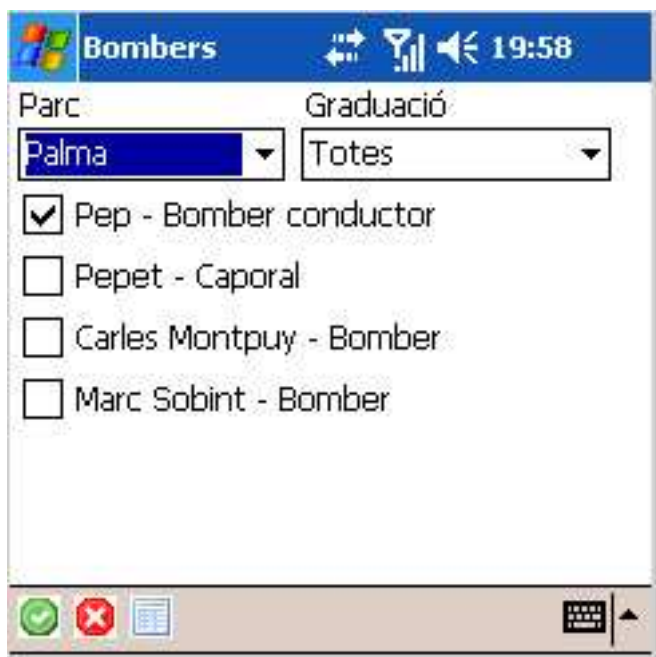 Bombers 19:58
Parc Graduació
Palma Totes
Pep - Bomber conductor
Pepet - Caporal
Carles Montpuy - Bomber
Marc Sobint - Bomber